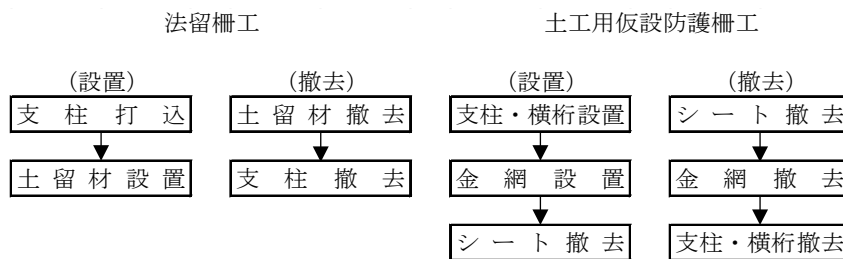 法留柵工 土工用仮設防護柵工
(設置) (撤去) (設置) (撤去)
支柱打込 土留材撤去 支柱・横桁設置 シート撤去
土留材設置 支柱撤去 金網設置 金網撤去
シート撤去 支柱・横桁撤去